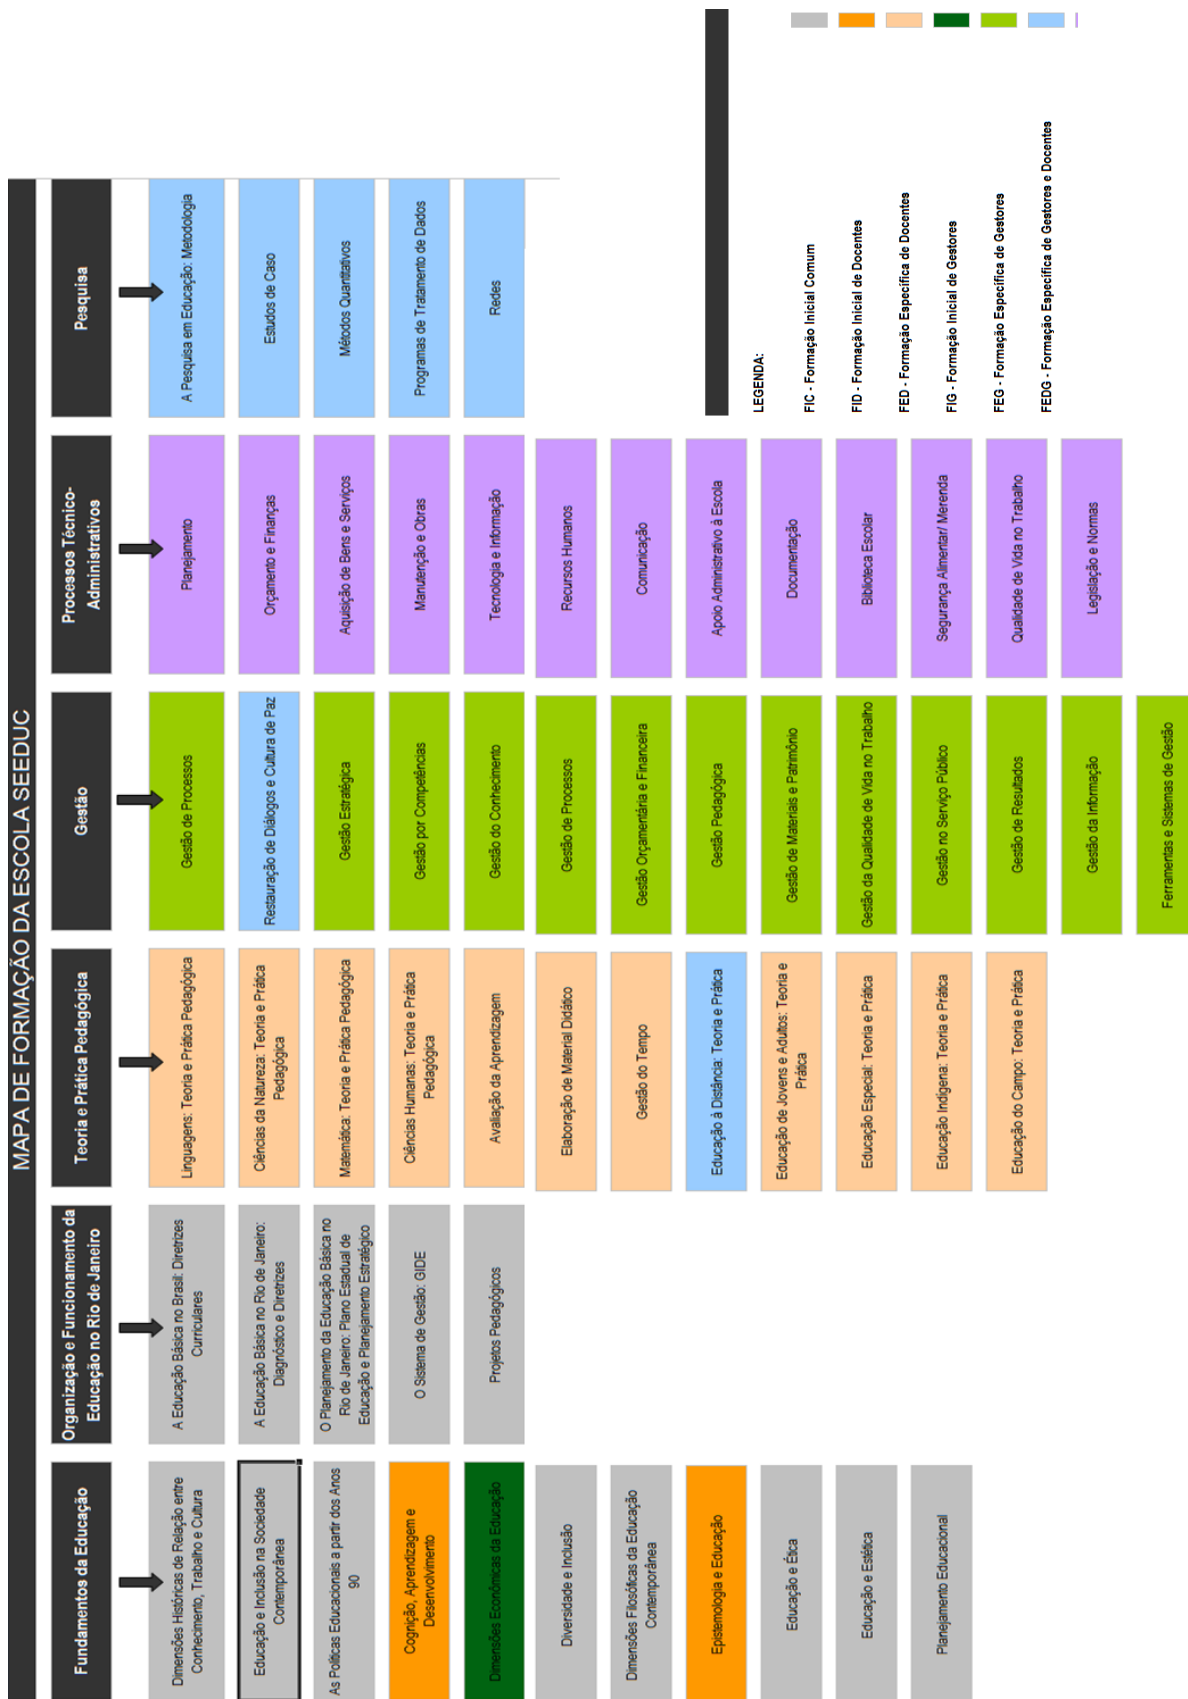 MAPA DE FORMAÇÃO DA ESCOLA SEEDUC
Fundamentos da Educação
Dimensões Históricas de Relação entre
Conhecimento, Trabalho e Cultura
Educação e Inclusão na Sociedade
Contemporânea
As Políticas Educacionais a partir dos Anos
90
Cognição, Aprendizagem e
Desenvolvimento
Dimensões Econômicas da Educação
Diversidade e Inclusão
Dimensões Filosóficas da Educação
Contemporânea
Epistemologia e Educação
Educação e Ética
Educação e Estética
Planejamento Educacional
Organização e Funcionamento da
Educação no Rio de Janeiro
A Educação Básica no Brasil: Diretrizes
Curriculares
A Educação Básica no Rio de Janeiro:
Diagnóstico e Diretrizes
O Planejamento da Educação Básica no
Rio de Janeiro: Plano Estadual de
Educação e Planejamento Estratégico
O Sistema de Gestão: GIDE
Projetos Pedagógicos
Teoria e Prática Pedagógica
Linguagens: Teoria e Prática Pedagógica
Ciências da Natureza: Teoria e Prática
Pedagógica
Matemática: Teoria e Prática Pedagógica
Ciências Humanas: Teoria e Prática
Pedagógica
Avaliação da Aprendizagem
Elaboração de Material Didático
Gestão do Tempo
Educação à Distância: Teoria e Prática
Educação de Jovens e Adultos: Teoria e
Prática
Educação Especial: Teoria e Prática
Educação Indígena: Teoria e Prática
Educação do Campo: Teoria e Prática
Gestão
Gestão de Processos
Restauração de Diálogos e Cultura de Paz
Gestão Estratégica
Gestão por Competências
Gestão do Conhecimento
Gestão de Processos
Gestão Orçamentária e Financeira
Gestão Pedagógica
Gestão de Materiais e Patrimônio
Gestão da Qualidade de Vida no Trabalho
Gestão no Serviço Público
Gestão de Resultados
Gestão da Informação
Ferramentas e Sistemas de Gestão
Processos Técnico-
Administrativos
Planejamento
Orçamento e Finanças
Aquisição de Bens e Serviços
Manutenção e Obras
Tecnologia e Informação
Recursos Humanos
Comunicação
Apoio Administrativo à Escola
Documentação
Biblioteca Escolar
Segurança Alimentar/ Merenda
Qualidade de Vida no Trabalho
Legislação e Normas
Pesquisa
A Pesquisa em Educação: Metodologia
Estudos de Caso
Métodos Quantitativos
Programas de Tratamento de Dados
Redes
LEGENDA:
FIC - Formação Inicial Comum
FID - Formação Inicial de Docentes
FED - Formação Específica de Docentes
FIG - Formação Inicial de Gestores
FEG - Formação Específica de Gestores
FEDG - Formação Específica de Gestores e Docentes